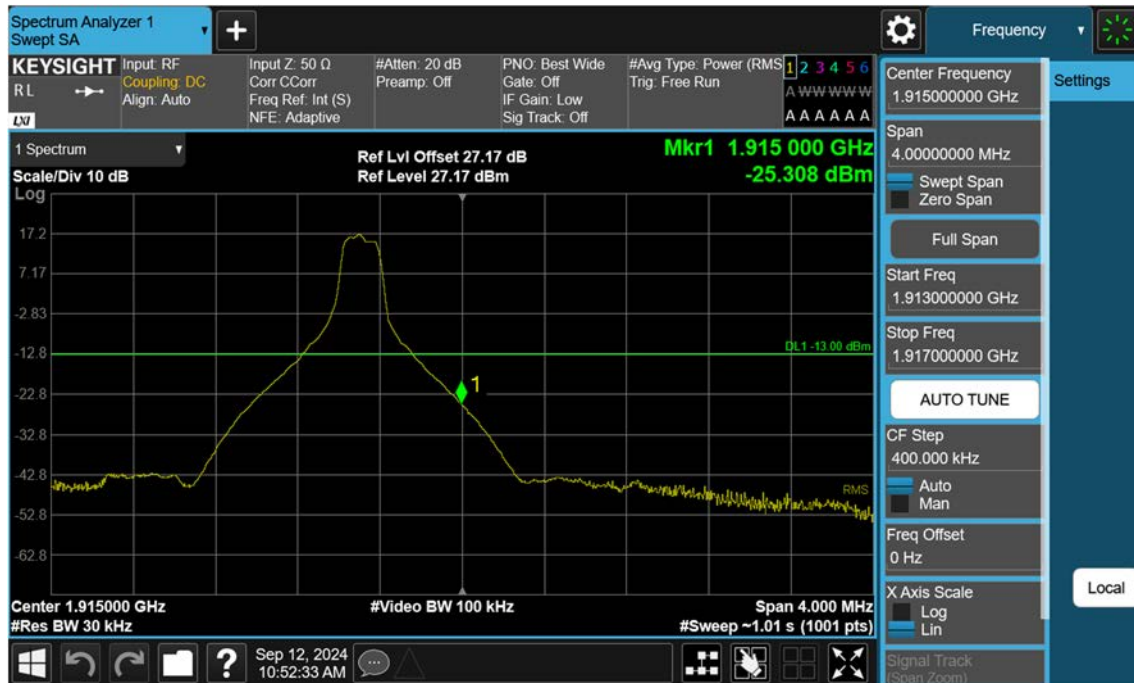 Spectrum Analyzer 1
Swept SA
+
Frequency
KEYSIGHT
R L
LXI
Input: RF
Coupling: DC
Align: Auto
Input Z: 50 Ω
Corr CCorr
Freq Ref: Int (S)
NFE: Adaptive
#Atten: 20 dB
Preamp: Off
PNO: Best Wide
Gate: Off
IF Gain: Low
Sig Track: Off
#Avg Type: Power (RMS
Trig: Free Run
1 2 3 4 5 6
A W W W W W
A A A A A A
1 Spectrum
Scale/Div 10 dB
Log
Ref Lvl Offset 27.17 dB
Ref Level 27.17 dBm
Mkr1 1.915 000 GHz
-25.308 dBm
17.2
7.17
-2.83
-12.8
-22.8
-32.8
-42.8
-52.8
-62.8
DL1 -13.00 dBm
1
RMS
Center 1.915000 GHz
#Res BW 30 kHz
#Video BW 100 kHz
Span 4.000 MHz
#Sweep ~1.01 s (1001 pts)
Center Frequency
1.915000000 GHz
Span
4.00000000 MHz
Swept Span
Zero Span
Full Span
Start Freq
1.913000000 GHz
Stop Freq
1.917000000 GHz
AUTO TUNE
CF Step
400.000 kHz
Auto
Man
Freq Offset
0 Hz
X Axis Scale
Log
Lin
Signal Track
(Span Zoom)
Settings
Local
?
Sep 12, 2024
10:52:33 AM